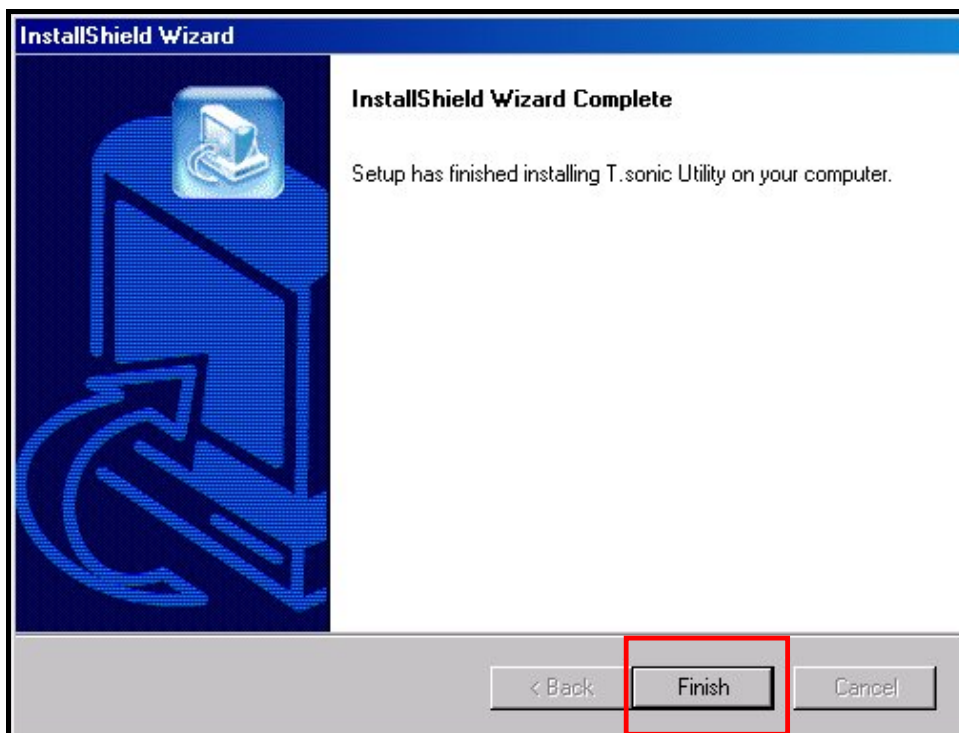 InstallShield Wizard
InstallShield Wizard Complete
Setup has finished installing T.sonic Utility on your computer.
< Back Finish Cancel